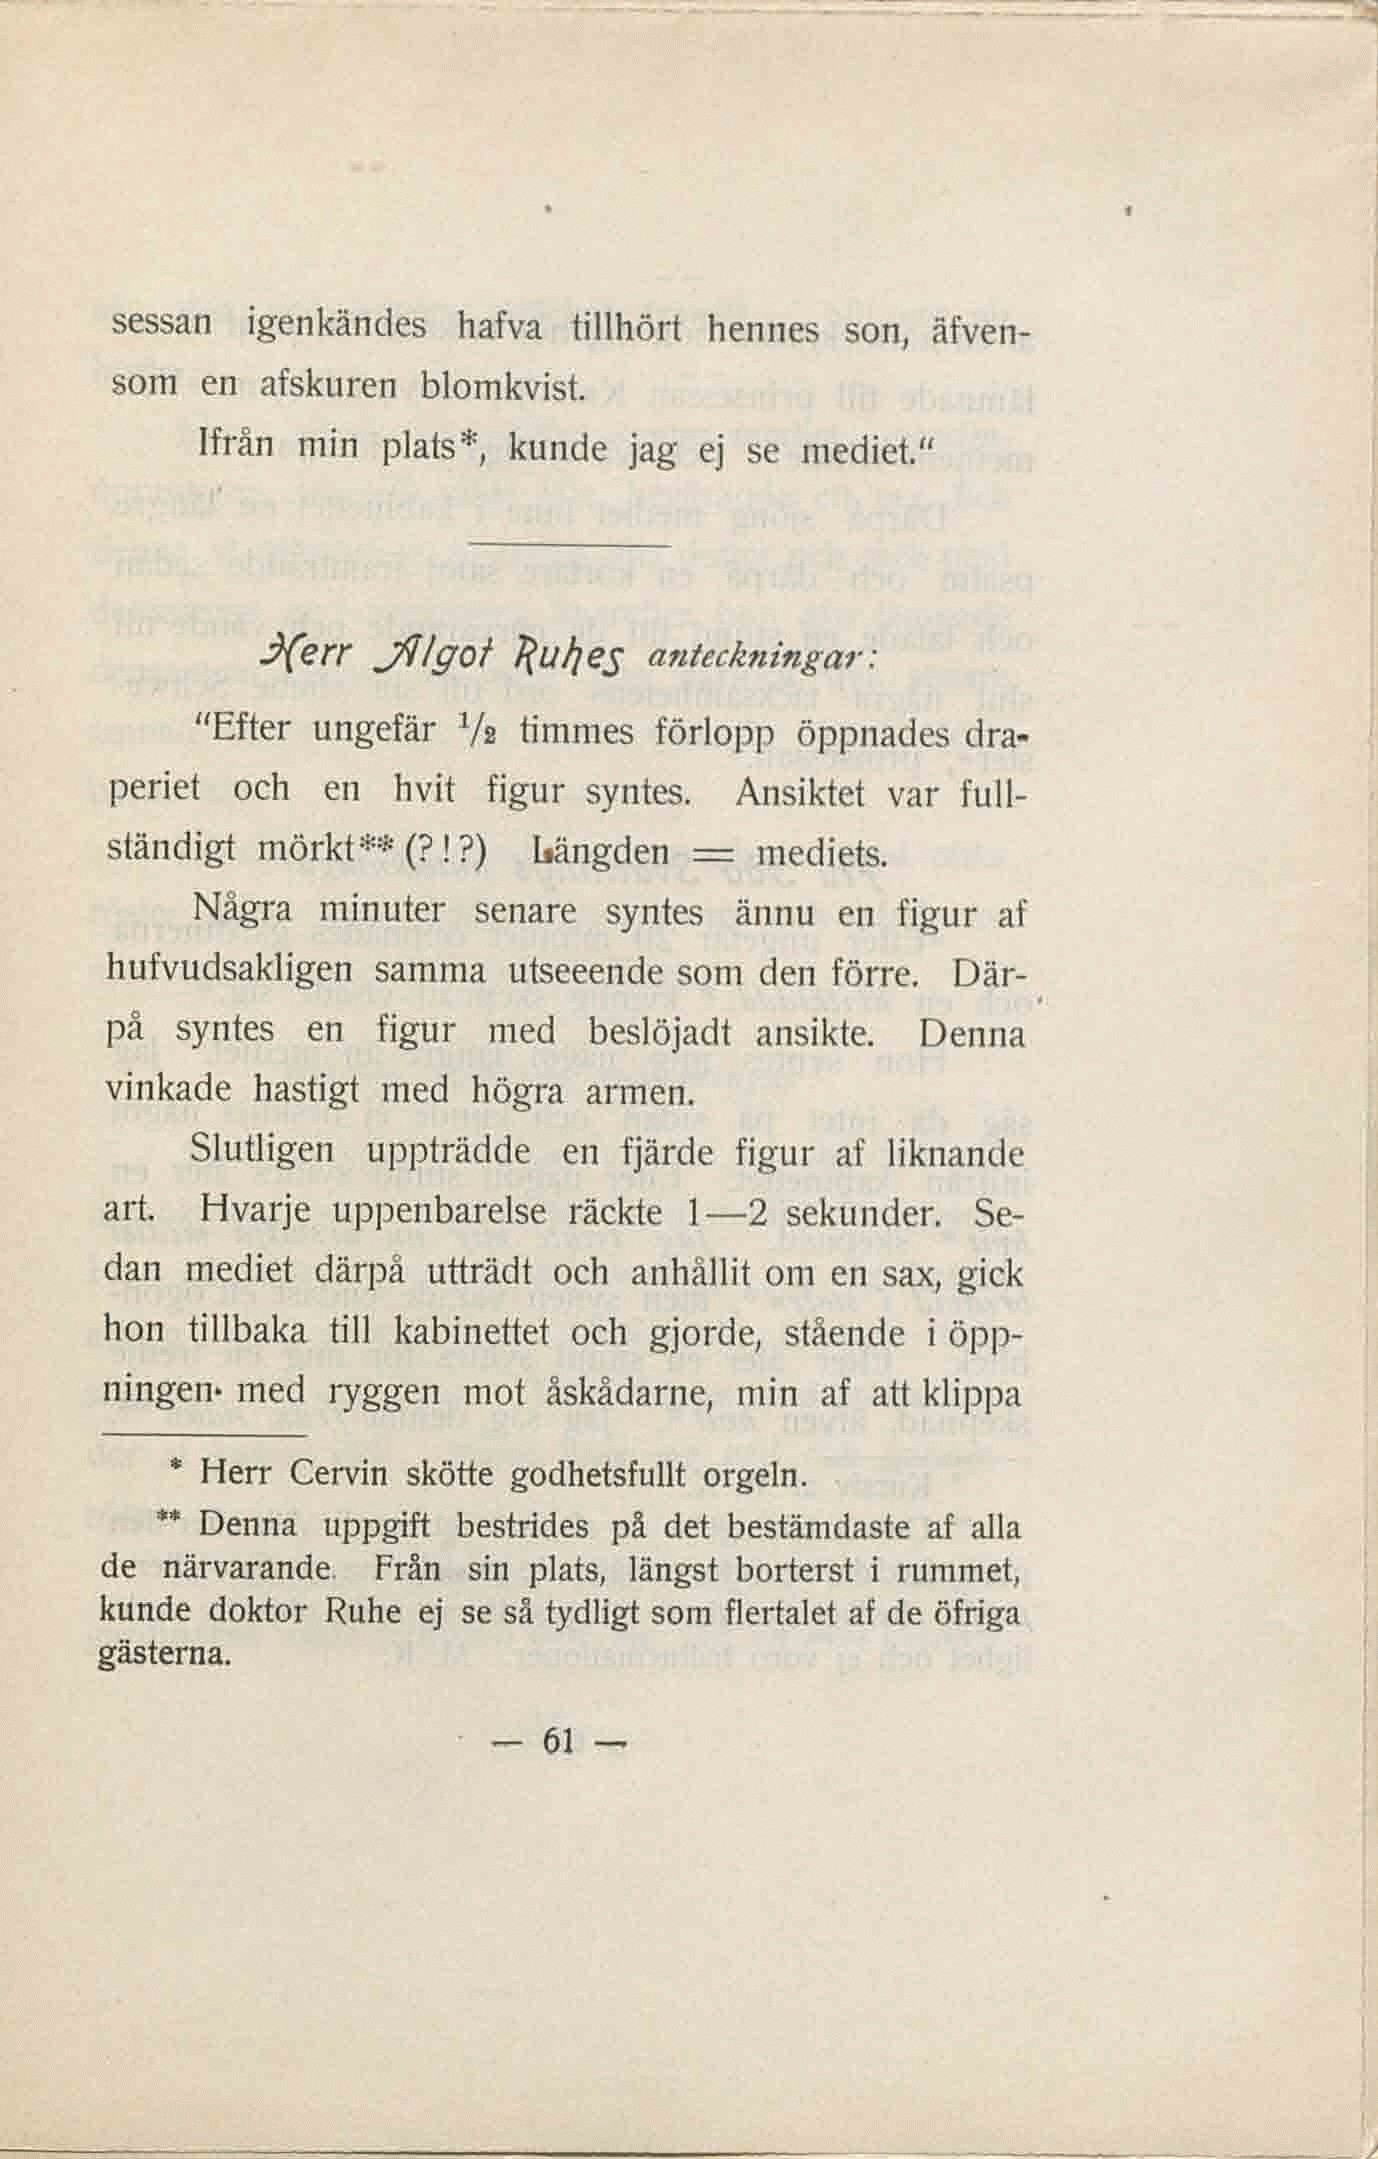 sessan igenkändes hafva tillhört hennes son, äfven-
som en afskuren blomkvist.
Ifrån min plats*, kunde jag ej se mediet.“
Herr Algot Ruhes anteckningar:
“Efter ungefär ½ timmes förlopp öppnades dra-
periet och en hvit figur syntes. Ansiktet var full-
ständigt mörkt** (?!?) Längden = mediets.
Några minuter senare syntes ännu en figur af
hufvudsakligen samma utseeende som den förre. Där-
på syntes en figur med beslöjadt ansikte. Denna
vinkade hastigt med högra armen.
Slutligen uppträdde en fjärde figur af liknande
art. Hvarje uppenbarelse räckte 1—2 sekunder. Se-
dan mediet därpå utträdt och anhållit om en sax, gick
hon tillbaka till kabinettet och gjorde, stående i öpp-
ningen med ryggen mot åskådarne, min af att klippa
* Herr Cervin skötte godhetsfullt orgeln.
** Denna uppgift bestrides på det bestämdaste af alla
de närvarande. Från sin plats, längst borterst i rummet,
kunde doktor Ruhe ej se så tydligt som flertalet af de öfriga
gästerna.
— 61 —